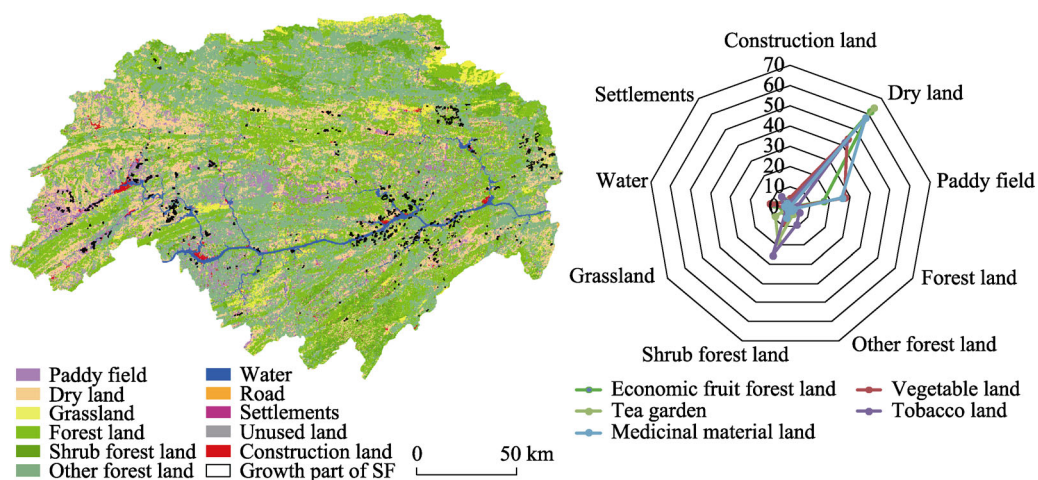 Paddy field
Dry land
Grassland
Forest land
Shrub forest land
Other forest land
Water
Road
Settlements
Unused land
Construction land
Growth part of SF
0 50 km
Construction land
70
60
50
40
30
20
10
0
Dry land
Paddy field
Forest land
Other forest land
Shrub forest land
Grassland
Water
Settlements
Economic fruit forest land
Tea garden
Medicinal material land
Vegetable land
Tobacco land